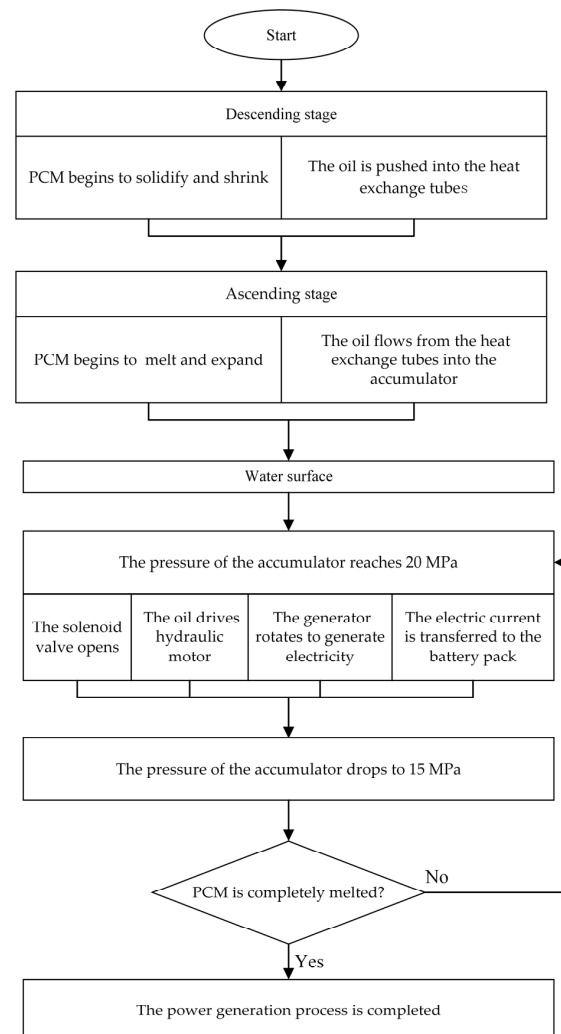 Start
Descending stage
PCM begins to solidify and shrink
The oil is pushed into the heat
exchange tubes
Ascending stage
PCM begins to melt and expand
The oil flows from the heat
exchange tubes into the
accumulator
Water surface
The pressure of the accumulator reaches 20 MPa
The solenoid
valve opens
The oil drives
hydraulic
motor
The generator
rotates to generate
electricity
The electric current
is transferred to the
battery pack
The pressure of the accumulator drops to 15 MPa
PCM is completely melted?
No
Yes
The power generation process is completed